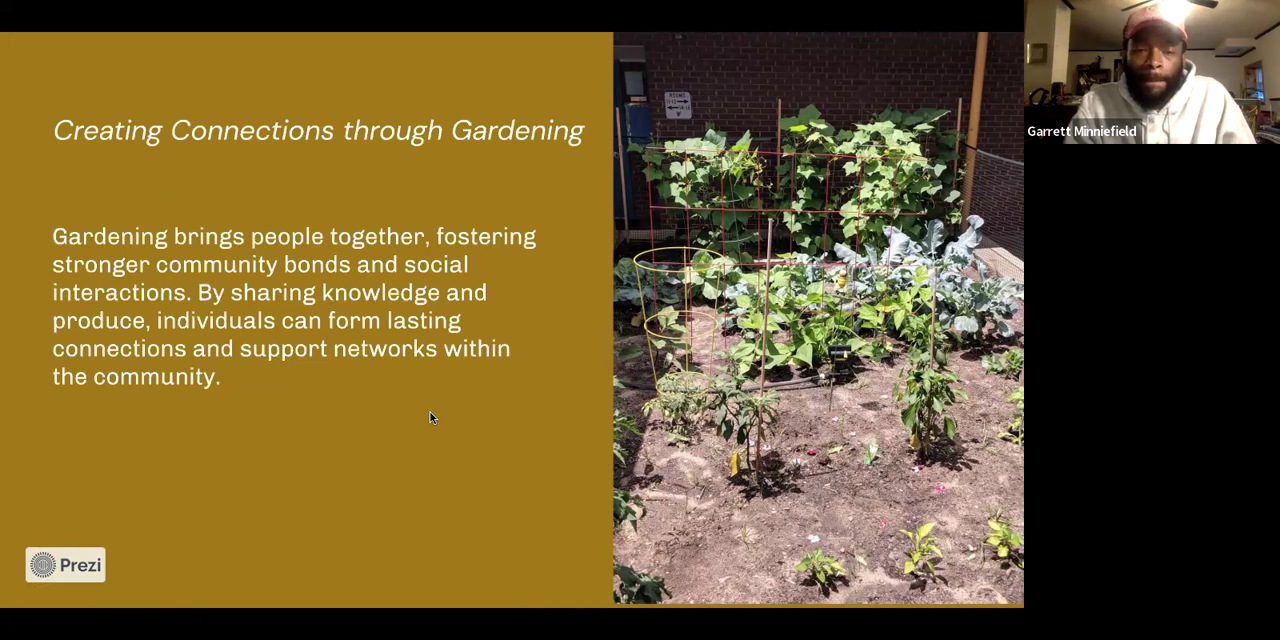 Creating Connections through Gardening
Gardening brings people together, fostering
stronger community bonds and social
interactions. By sharing knowledge and
produce, individuals can form lasting
connections and support networks within
the community.
Prezi
ROOMS
Garrett Minniefield